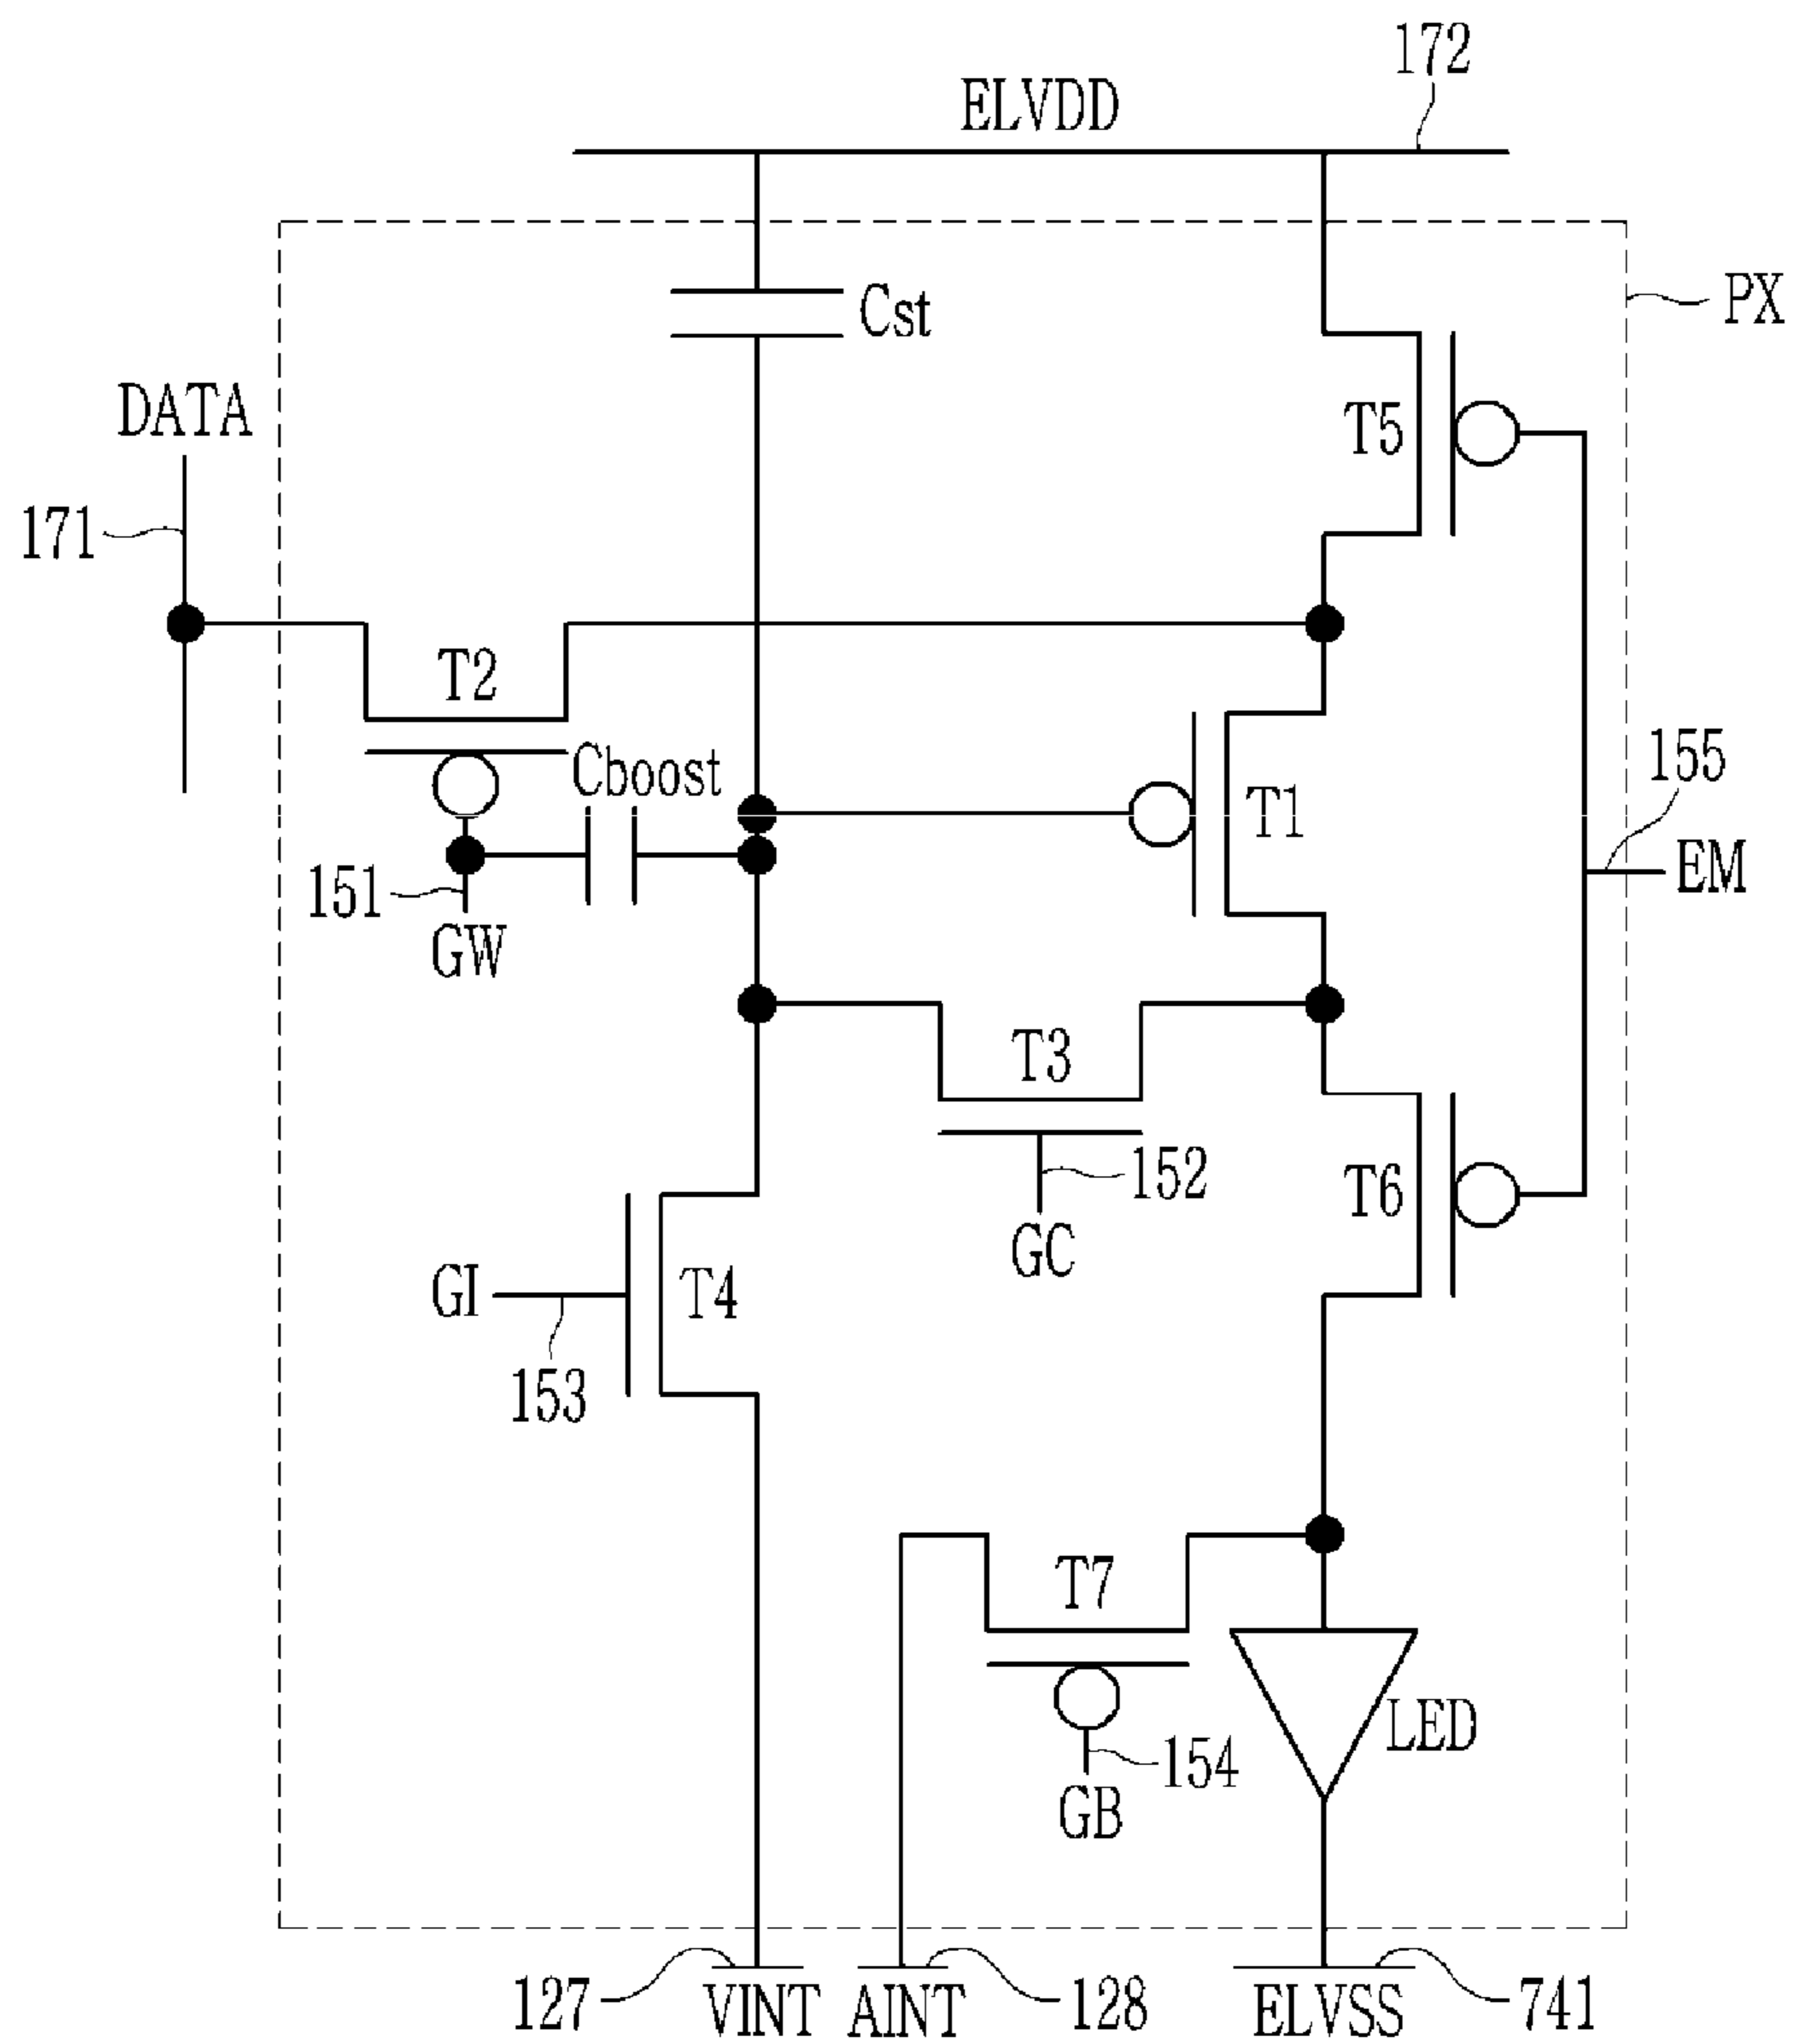 172
ELVDD
PX
Cst
DATA
T5
171
T2
Cboost
T1
155
EM
151
GW
T3
152
T6
GC
GI
T4
153
T7
LED
154
GB
127
VINT
AINT
128
ELVSS
741